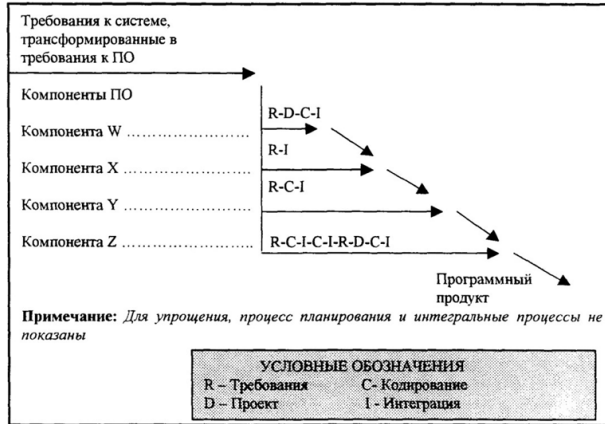 Требования к системе,
трансформированные в
требования к ПО
Компоненты ПО
R-D-C-I
Компонента W ........................
R-I
Компонента X ........................
R-C-I
Компонента Y ........................
Компонента Z ........................ R-C-I-C-I-R-D-C-I
Программный
продукт
Примечание: Для упрощения, процесс планирования и интегральные процессы не
показаны
УСЛОВНЫЕ ОБОЗНАЧЕНИЯ
R – Требования C- Кодирование
D – Проект I - Интеграция